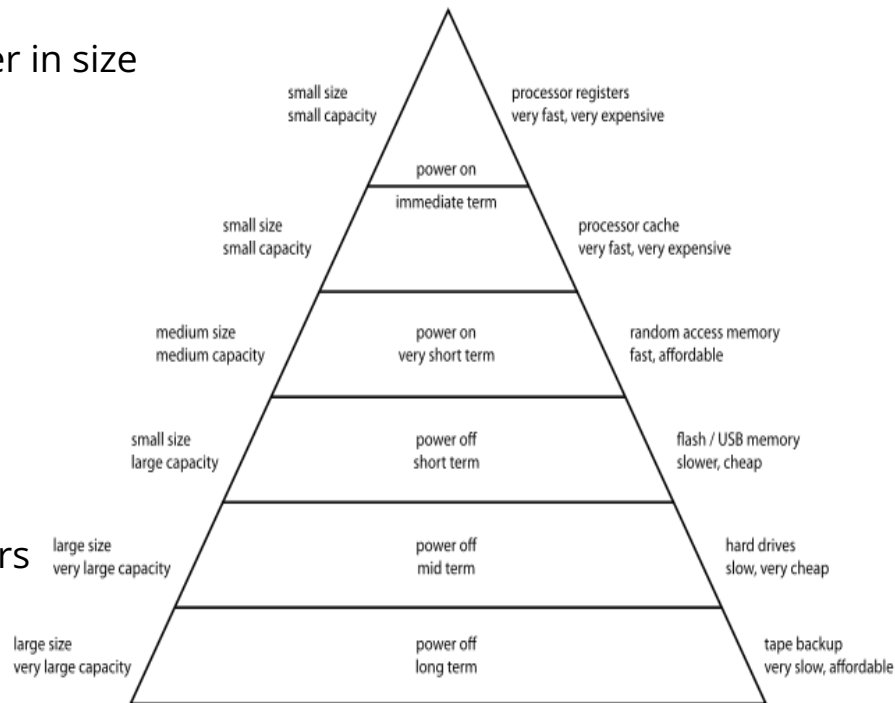 er in size
small size
small capacity
processor registers
very fast, very expensive
power on
immediate term
small size
small capacity
processor cache
very fast, very expensive
medium size
medium capacity
power on
very short term
random access memory
fast, affordable
small size
large capacity
power off
short term
flash / USB memory
slower, cheap
rs
large size
very large capacity
power off
mid term
hard drives
slow, very cheap
large size
very large capacity
power off
long term
tape backup
very slow, affordable